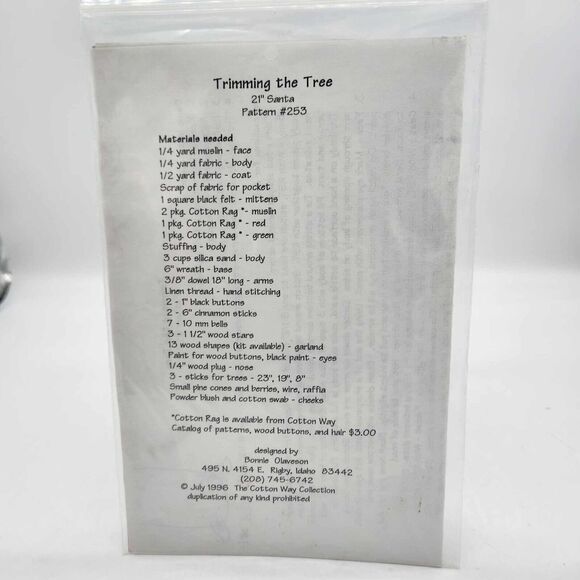 Trimming the Tree
21" Santa
Pattern #253
Materials needed
1/4 yard muslin - face
1/4 yard fabric - body
1/2 yard fabric - coat
Scrap of fabric for pocket
1 square black felt - mittens
2 pkg. Cotton Rag *- muslin
1 pkg. Cotton Rag * - red
1 pkg. Cotton Rag * - green
Stuffing - body
3 cups silica sand - body
6" wreath - base
3/8" dowel 18" long - arms
Linen thread - hand stitching
2 - 1" black buttons
2 - 6" cinnamon sticks
7 - 10 mm bells
3 - 1 1/2" wood stars
13 wood shapes (kit available) - garland
Paint for wood buttons, black paint - eyes
1/4" wood plug - nose
3 - sticks for trees - 23", 19", 8"
Small pine cones and berries, wire, raffia
Powder blush and cotton swab - cheeks
*Cotton Rag is available from Cotton Way
Catalog of patterns, wood buttons, and hair $3.00
designed by
Bonnie Olaveson
495 N. 4154 E. Rigby, Idaho 83442
(208) 745-6742
© July 1996 The Cotton Way Collection
duplication of any kind prohibited